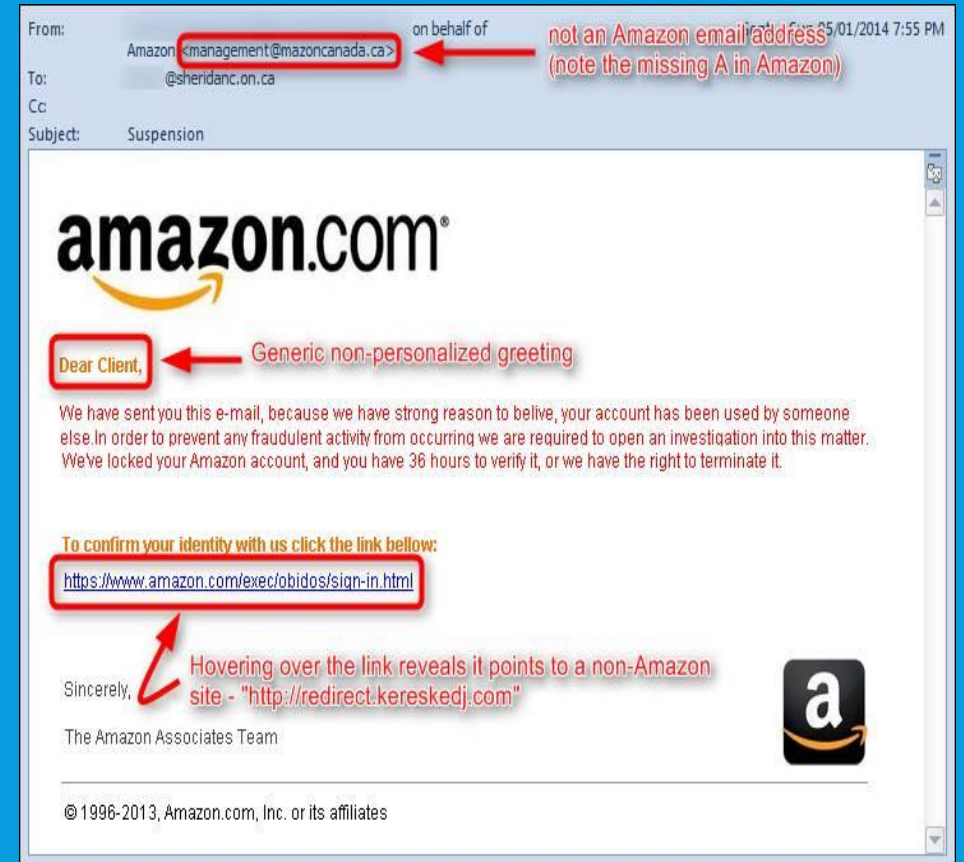 From: on behalf of
Amazon <management@mazoncanada.ca>
not an Amazon email address
(note the missing A in Amazon)
Sun 05/01/2014 7:55 PM
To: @sheridanc.on.ca
Cc:
Subject: Suspension
amazon.com®
Dear Client,
Generic non-personalized greeting
We have sent you this e-mail, because we have strong reason to belive, your account has been used by someone
else.In order to prevent any fraudulent activity from occurring we are required to open an investigation into this matter.
We've locked your Amazon account, and you have 36 hours to verify it, or we have the right to terminate it.
To confirm your identity with us click the link bellow:
https://www.amazon.com/exec/obidos/sign-in.html
Hovering over the link reveals it points to a non-Amazon
site - "http://redirect.kereskedj.com"
Sincerely,
The Amazon Associates Team
a
© 1996-2013, Amazon.com, Inc. or its affiliates